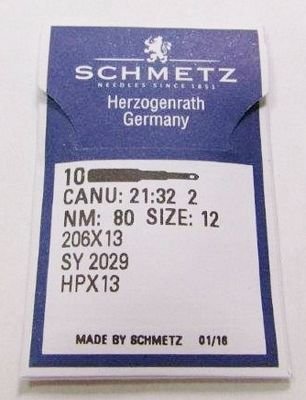 SCHMETZ
NEEDLES SINCE 1851
Herzogenrath
Germany
10
CANU: 21:32 2
NM: 80 SIZE: 12
206X13
SY 2029
HPX13
MADE BY SCHMETZ 01/16